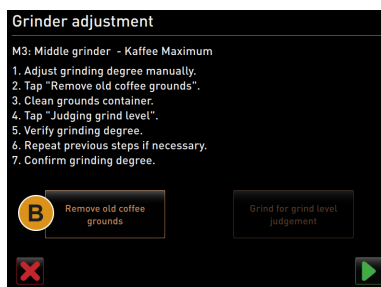 Grinder adjustment
M3: Middle grinder - Kaffee Maximum
1. Adjust grinding degree manually.
2. Tap "Remove old coffee grounds".
3. Clean grounds container.
4. Tap "Judging grind level".
5. Verify grinding degree.
6. Repeat previous steps if necessary.
7. Confirm grinding degree.
B
Remove old coffee
grounds
Grind for grind level
judgement